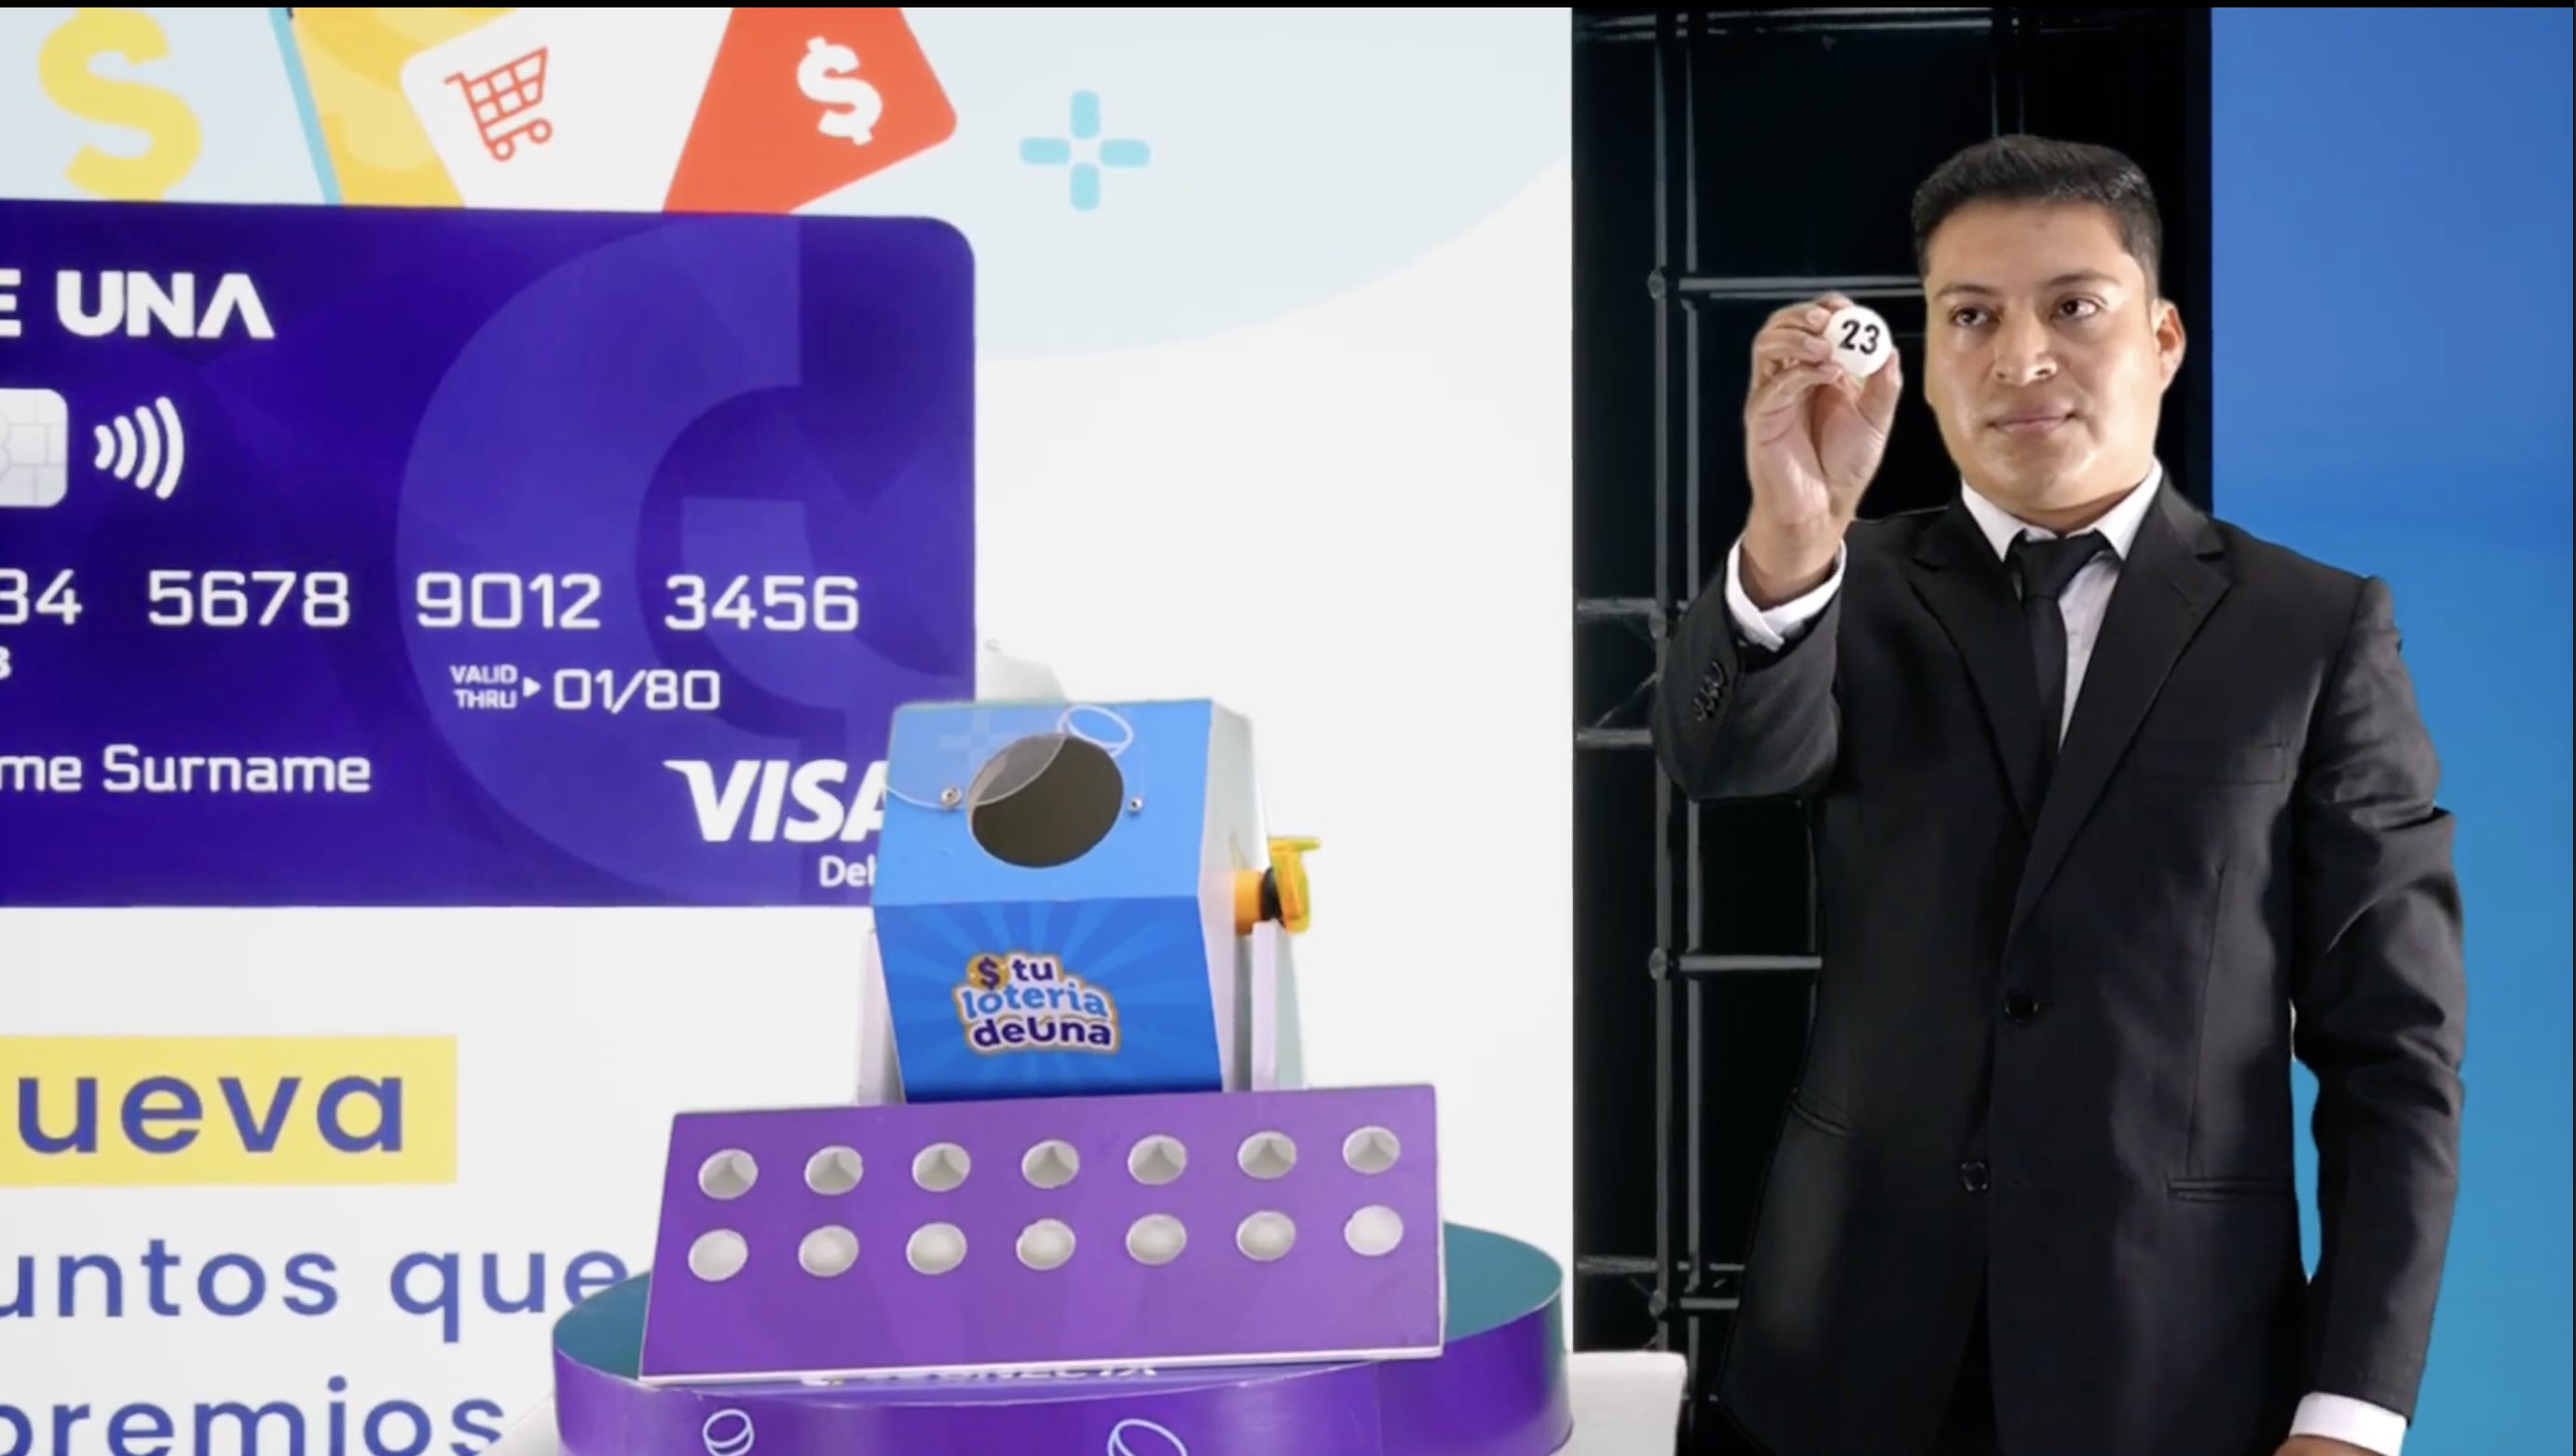 $
$
E UNA
34 5678 9012 3456
VALID
THRU 01/80
me Surname
VISA
23
$ tu
loteria
deUna
ueva
untos que
premios